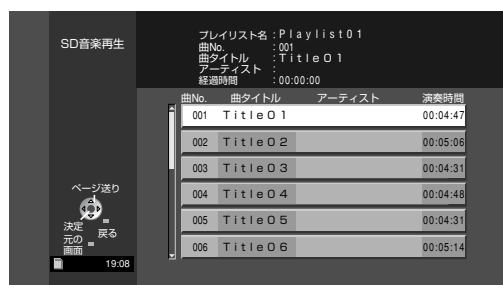 SD音楽再生
プレイリスト名 : Playlist01
曲No. : 001
曲タイトル : Title01
アーティスト :
経過時間 : 00:00:00
曲No. 曲タイトル アーティスト 演奏時間
001 Title01 00:04:47
002 Title02 00:05:06
003 Title03 00:04:31
004 Title04 00:04:48
005 Title05 00:04:31
006 Title06 00:05:14
ページ送り
決定
戻る
元の
画面
19:08